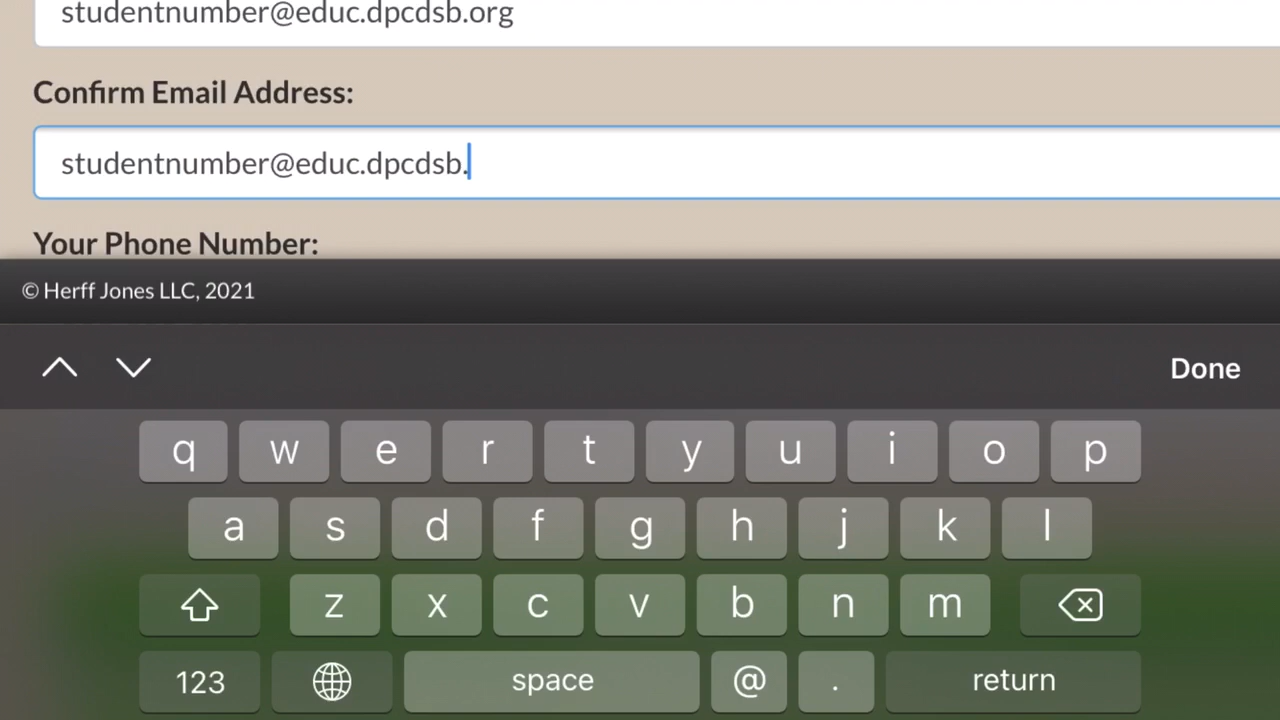 studentnumber@educ.dpcdsb.org
Confirm Email Address:
studentnumber@educ.dpcdsb.
Your Phone Number:
© Herff Jones LLC, 2021
Done
q w e r t y u i o p
a s d f g h j k l
z x c v b n m
123 space @ . return